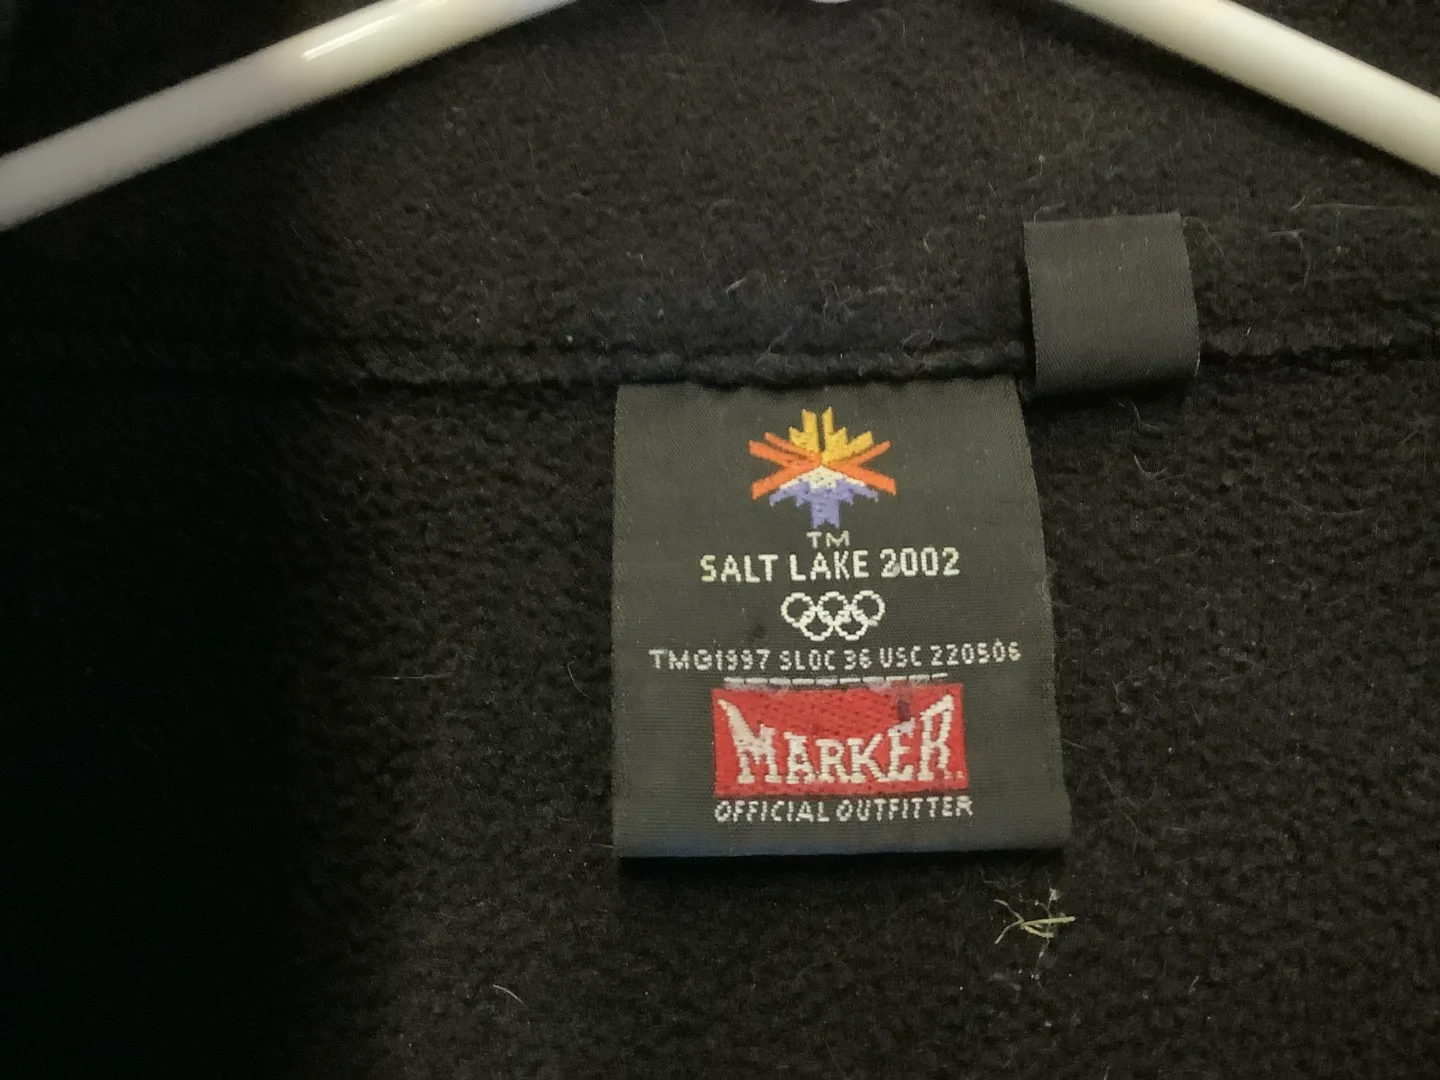 TM
SALT LAKE 2002
TM©1997 SLOC 36 USC 220506
MARKER
OFFICIAL OUTFITTER